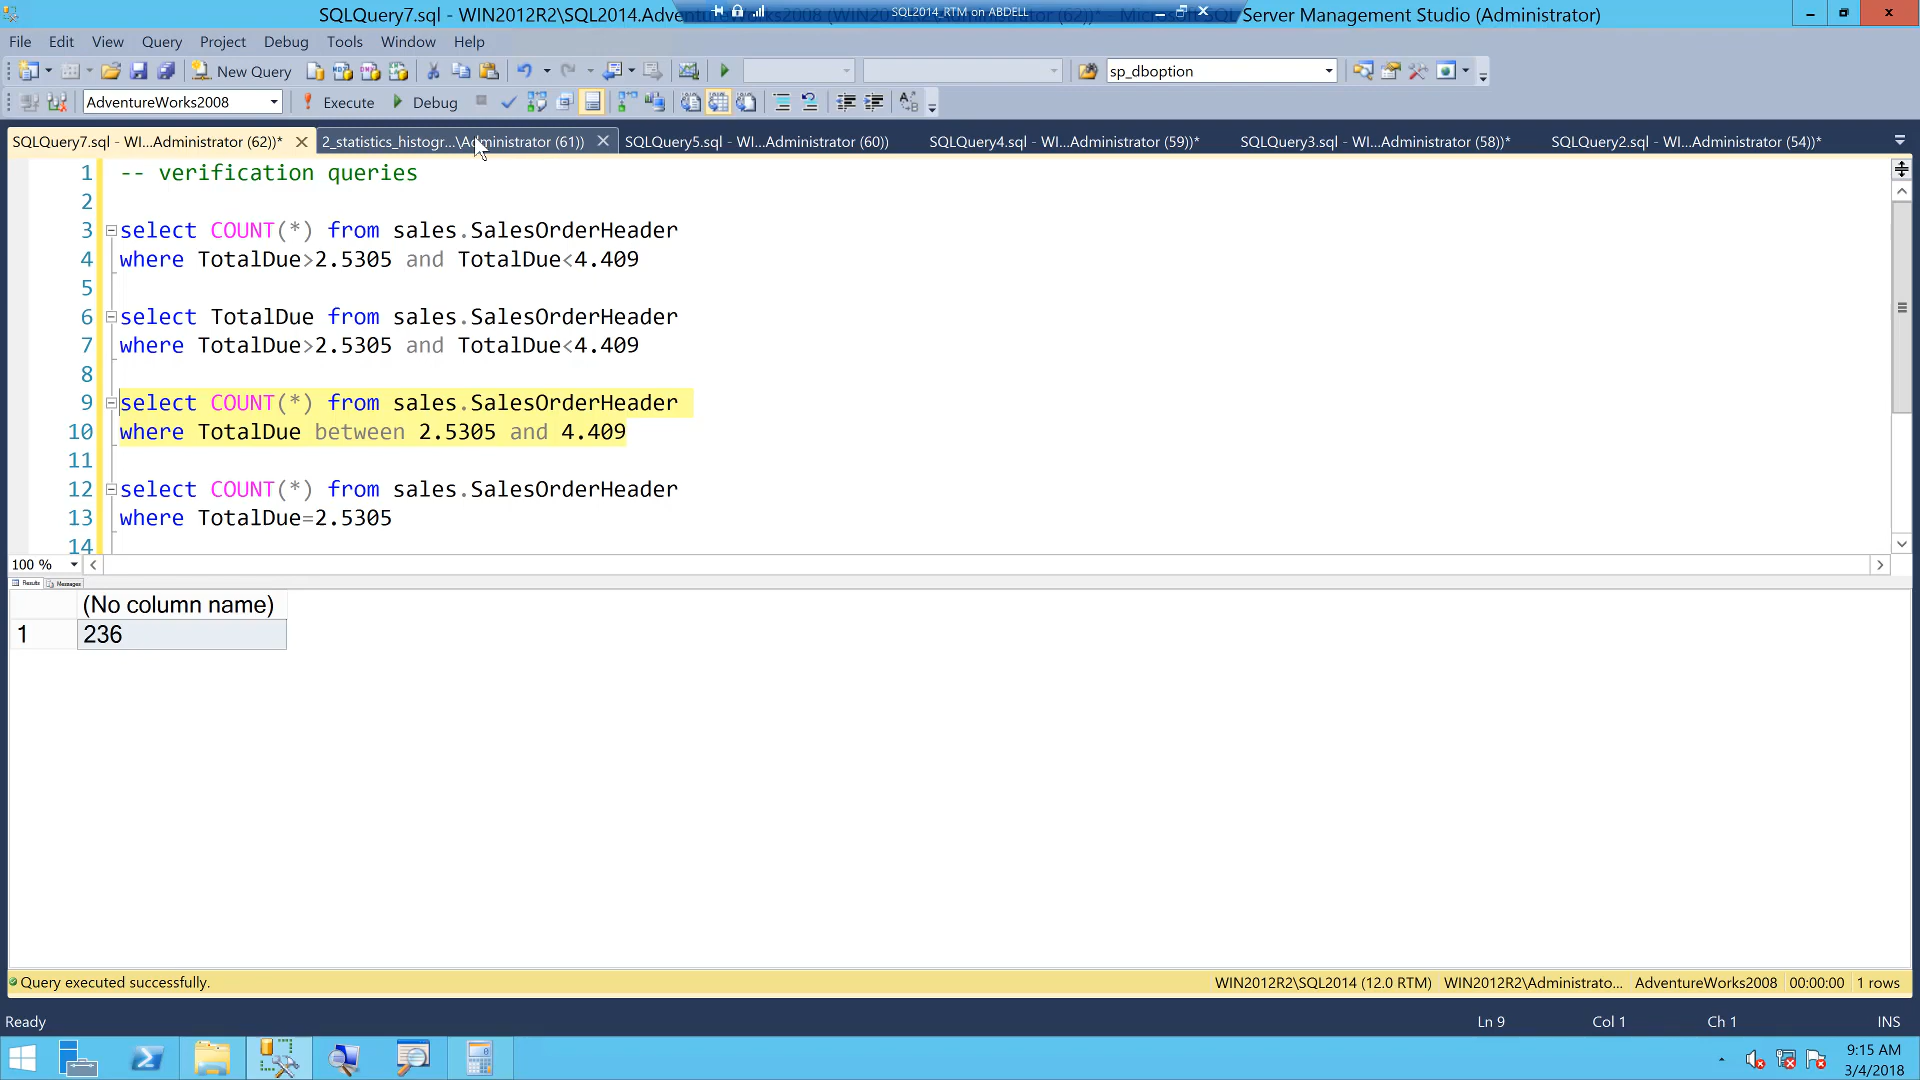 SQLQuery7.sql - WIN2012R2\SQL2014.Adventu
SQL2014_RTM on ABDELL
Server Management Studio (Administrator)
File Edit View Query Project Debug Tools Window Help
New Query sp_dboption
AdventureWorks2008 Execute Debug
SQLQuery7.sql - WI...Administrator (62))* 2_statistics_histogr...\Administrator (61)) SQLQuery5.sql - WI...Administrator (60)) SQLQuery4.sql - WI...Administrator (59))* SQLQuery3.sql - WI...Administrator (58))* SQLQuery2.sql - WI...Administrator (54))*
1 -- verification queries
2
3 select COUNT(*) from sales.SalesOrderHeader
4 where TotalDue>2.5305 and TotalDue<4.409
5
6 select TotalDue from sales.SalesOrderHeader
7 where TotalDue>2.5305 and TotalDue<4.409
8
9 select COUNT(*) from sales.SalesOrderHeader
10 where TotalDue between 2.5305 and 4.409
11
12 select COUNT(*) from sales.SalesOrderHeader
13 where TotalDue=2.5305
14
100 %
Results Messages
(No column name)
1 236
Query executed successfully. WIN2012R2\SQL2014 (12.0 RTM) WIN2012R2\Administrato... AdventureWorks2008 00:00:00 1 rows
Ready Ln 9 Col 1 Ch 1 INS
9:15 AM
3/4/2018